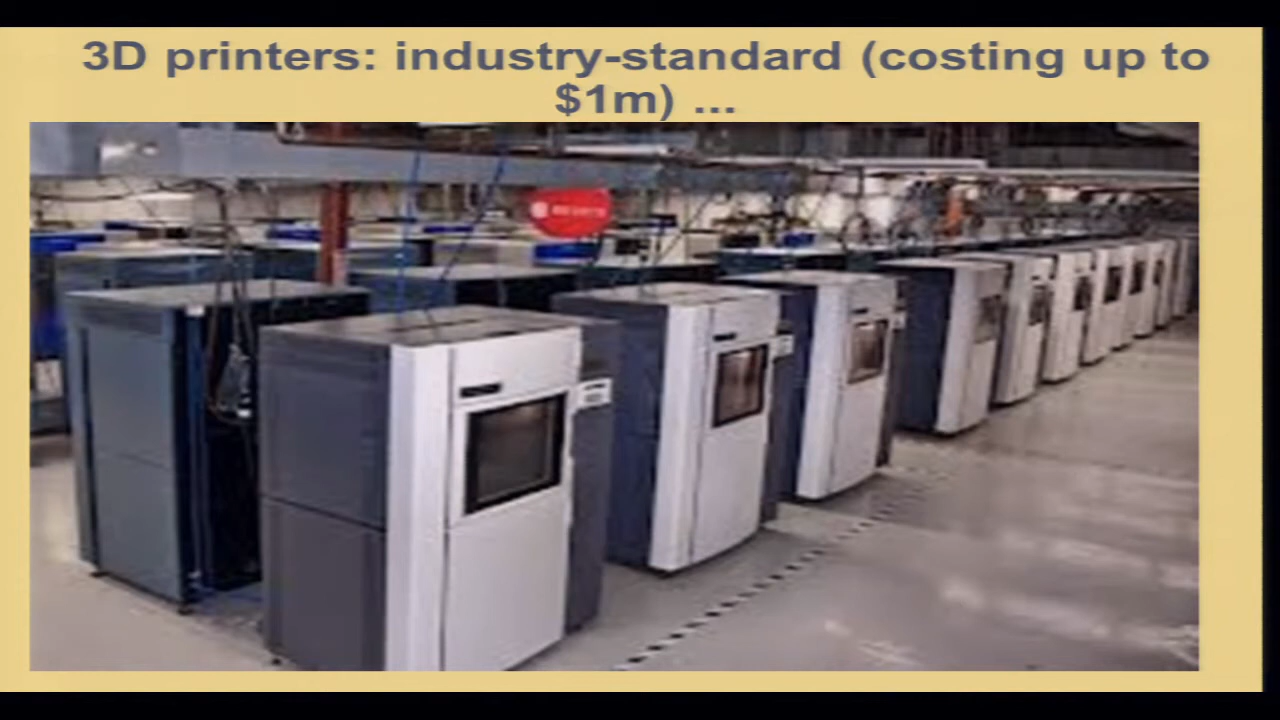 3D printers: industry-standard (costing up to
$1m) ...